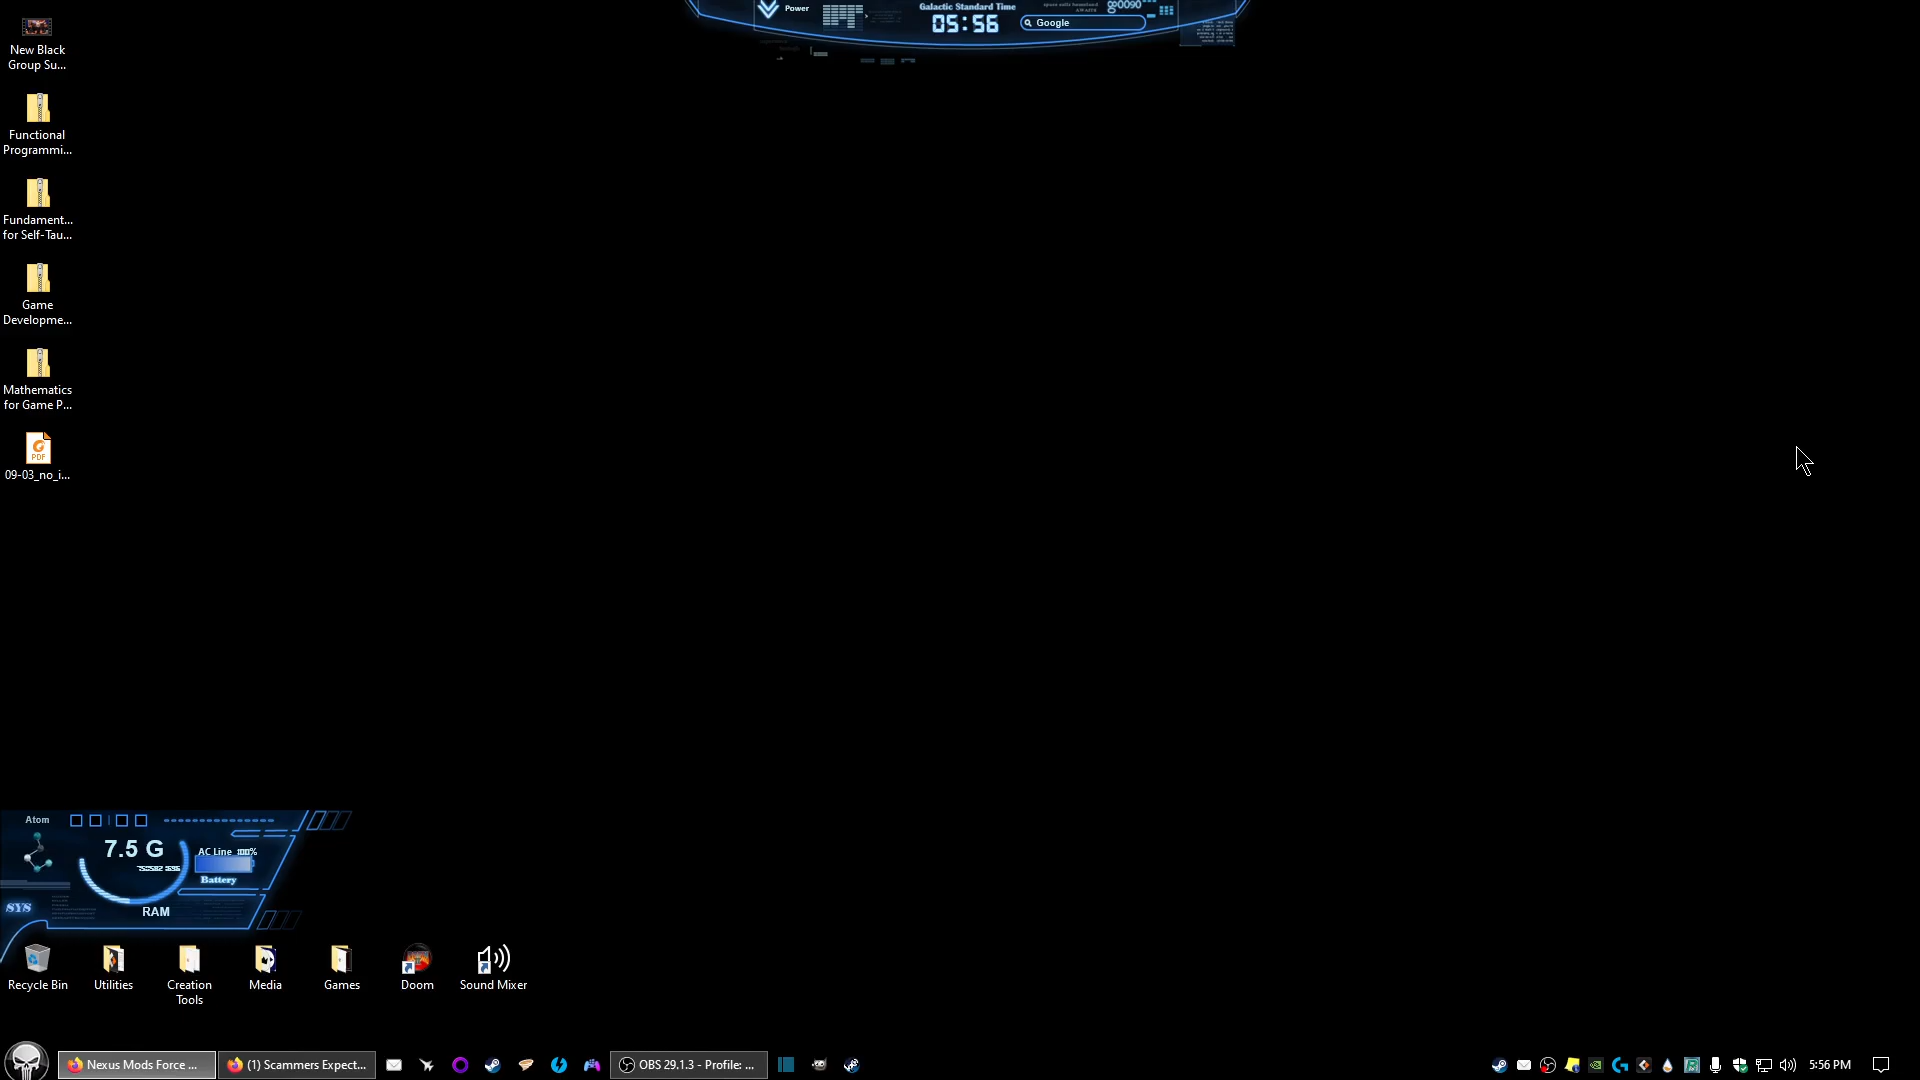 Power
Galactic Standard Time
05:56
Google
New Black
Group Su...
Functional
Programmi...
Fundament...
for Self-Tau...
Game
Developme...
Mathematics
for Game P...
PDF
09-03_no_i...
Atom
7.5 G
AC Line 100%
Battery
SYS
RAM
Recycle Bin
Utilities
Creation
Tools
Media
Games
Doom
Sound Mixer
Nexus Mods Force ...
(1) Scammers Expect...
OBS 29.1.3 - Profile: ...
5:56 PM